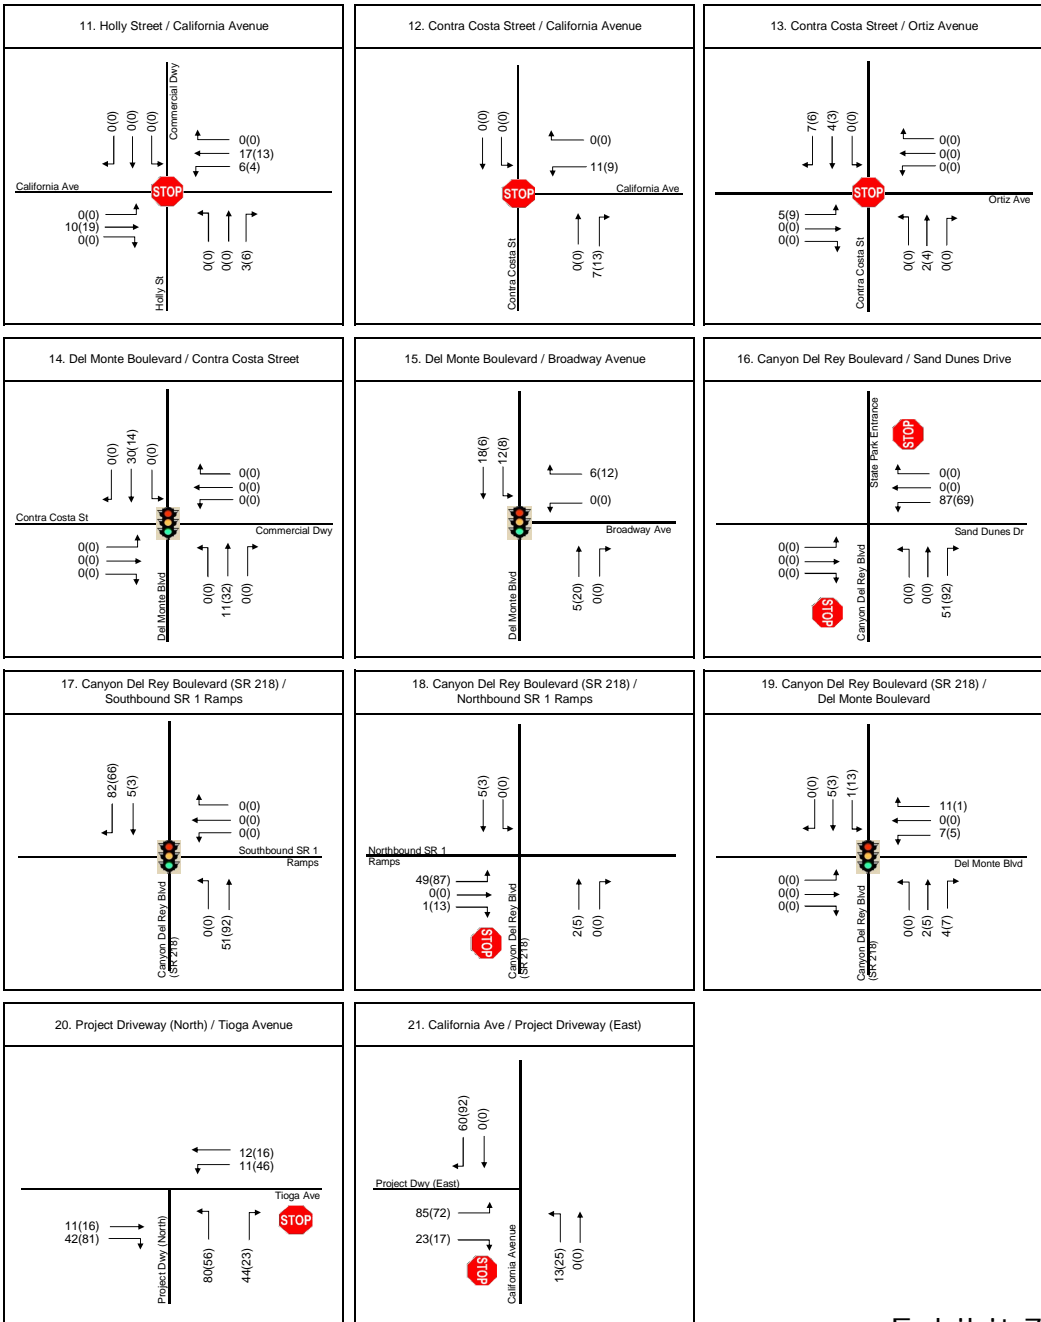 11. Holly Street / California Avenue
Commercial Dwy
0(0)
0(0)
0(0)
0(0)
17(13)
6(4)
California Ave
STOP
0(0)
10(19)
0(0)
Holly St
0(0)
0(0)
3(6)
12. Contra Costa Street / California Avenue
0(0)
0(0)
0(0)
11(9)
STOP
California Ave
Contra Costa St
0(0)
7(13)
13. Contra Costa Street / Ortiz Avenue
7(6)
4(3)
0(0)
0(0)
0(0)
0(0)
STOP
Ortiz Ave
5(9)
0(0)
0(0)
Contra Costa St
0(0)
2(4)
0(0)
14. Del Monte Boulevard / Contra Costa Street
0(0)
30(14)
0(0)
0(0)
0(0)
0(0)
Contra Costa St
Commercial Dwy
0(0)
0(0)
0(0)
Del Monte Blvd
0(0)
11(32)
0(0)
15. Del Monte Boulevard / Broadway Avenue
18(6)
12(8)
6(12)
0(0)
Broadway Ave
Del Monte Blvd
5(20)
0(0)
16. Canyon Del Rey Boulevard / Sand Dunes Drive
State Park Entrance
STOP
0(0)
0(0)
87(69)
Sand Dunes Dr
0(0)
0(0)
0(0)
STOP
Canyon Del Rey Blvd
0(0)
0(0)
51(92)
17. Canyon Del Rey Boulevard (SR 218) /
Southbound SR 1 Ramps
82(66)
5(3)
0(0)
0(0)
0(0)
Southbound SR 1
Ramps
Canyon Del Rey Blvd
(SR 218)
0(0)
51(92)
18. Canyon Del Rey Boulevard (SR 218) /
Northbound SR 1 Ramps
5(3)
0(0)
Northbound SR 1
Ramps
49(87)
0(0)
1(13)
STOP
Canyon Del Rey Blvd
(SR 218)
2(5)
0(0)
19. Canyon Del Rey Boulevard (SR 218) /
Del Monte Boulevard
0(0)
5(3)
1(13)
11(1)
0(0)
7(5)
Del Monte Blvd
0(0)
0(0)
0(0)
Canyon Del Rey Blvd
(SR 218)
0(0)
2(5)
4(7)
20. Project Driveway (North) / Tioga Avenue
12(16)
11(46)
Tioga Ave
11(16)
42(81)
Project Dwy (North)
80(56)
44(23)
STOP
21. California Ave / Project Driveway (East)
60(92)
0(0)
Project Dwy (East)
85(72)
23(17)
STOP
California Avenue
13(25)
0(0)